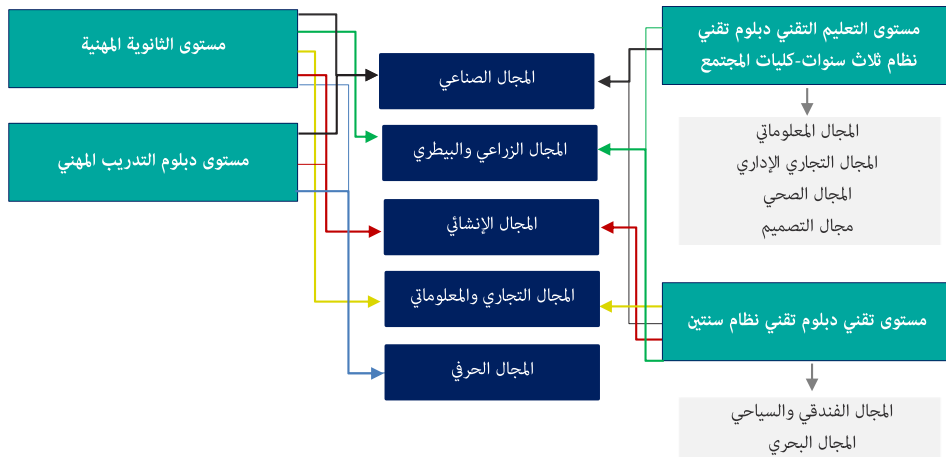 مستوى التعليم التقني دبلوم تقني
نظام ثلاث سنوات-كليات المجتمع
المجال المعلوماتي
المجال التجاري الإداري
المجال الصحي
مجال التصميم
مستوى تقني دبلوم تقني نظام سنتين
المجال الفندقي والسياحي
المجال البحري
المجال الصناعي
المجال الزراعي والبيطري
المجال الإنشائي
المجال التجاري والمعلوماتي
المجال الحرفي
مستوى الثانوية المهنية
مستوى دبلوم التدريب المهني